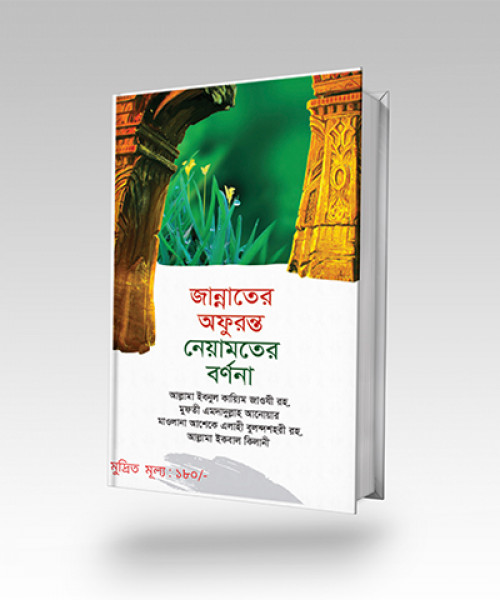 জান্নাতের
অফুরন্ত
নেয়ামতের
বর্ণনা
আল্লামা ইবনুল কায়্যিম জাওযী রহ.
মুফতী এমদাদুল্লাহ আনোয়ার
মাওলানা আশেকে এলাহী বুলন্দশহরী রহ.
আল্লামা ইকবাল কিলানী
মুদ্রিত মূল্য : ১৮০/-